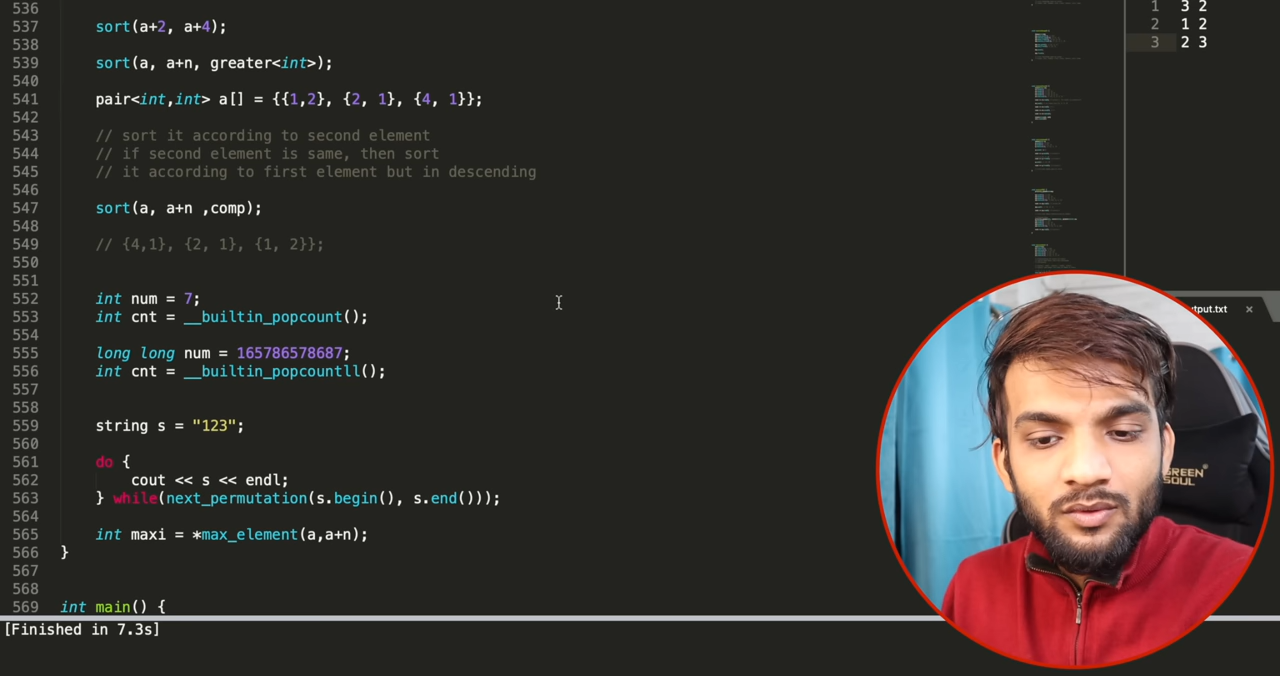 536
537 sort(a+2, a+4);
538
539 sort(a, a+n, greater<int>);
540
541 pair<int,int> a[] = {{1,2}, {2, 1}, {4, 1}};
542
543 // sort it according to second element
544 // if second element is same, then sort
545 // it according to first element but in descending
546
547 sort(a, a+n ,comp);
548
549 // {4,1}, {2, 1}, {1, 2}};
550
551
552 int num = 7;
553 int cnt = __builtin_popcount();
554
555 long long num = 165786578687;
556 int cnt = __builtin_popcountll();
557
558
559 string s = "123";
560
561 do {
562 cout << s << endl;
563 } while(next_permutation(s.begin(), s.end()));
564
565 int maxi = *max_element(a,a+n);
566 }
567
568
569 int main() {
[Finished in 7.3s]
1 3 2
2 1 2
3 2 3
utput.txt ×
GREEN
SOUL